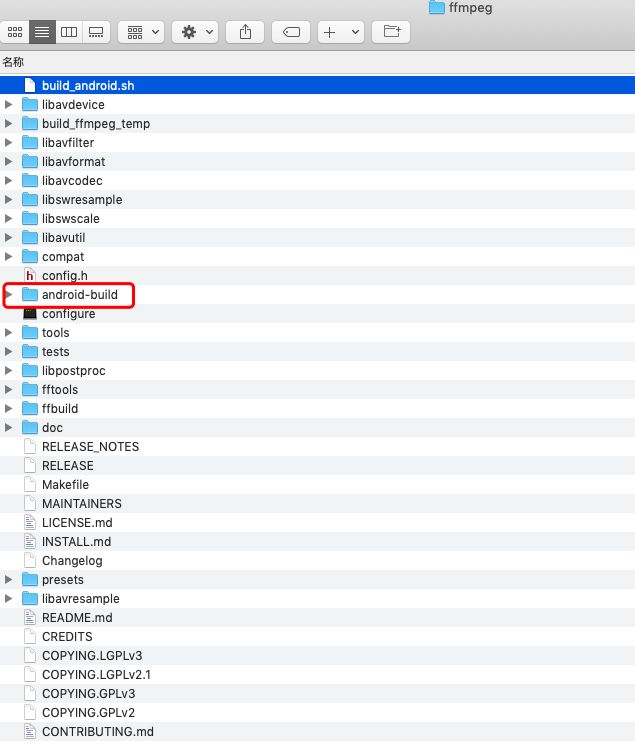 ffmpeg
名称
build_android.sh
libavdevice
build_ffmpeg_temp
libavfilter
libavformat
libavcodec
libswresample
libswscale
libavutil
compat
h config.h
android-build
configure
tools
tests
libpostproc
fftools
ffbuild
doc
RELEASE_NOTES
RELEASE
Makefile
MAINTAINERS
LICENSE.md
INSTALL.md
Changelog
presets
libavresample
README.md
CREDITS
COPYING.LGPLv3
COPYING.LGPLv2.1
COPYING.GPLv3
COPYING.GPLv2
CONTRIBUTING.md